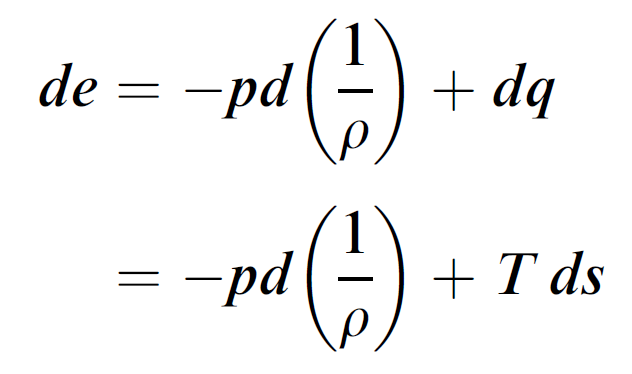 de = −pd(1/ρ) + dq
= −pd(1/ρ) + T ds